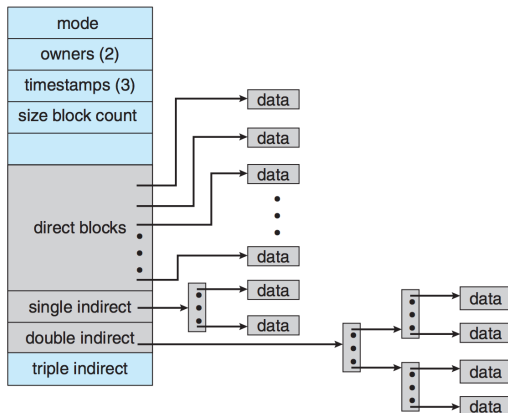 mode
owners (2)
timestamps (3)
size block count
data
data
data
direct blocks
data
data
single indirect
data
data
double indirect
data
triple indirect
data
data